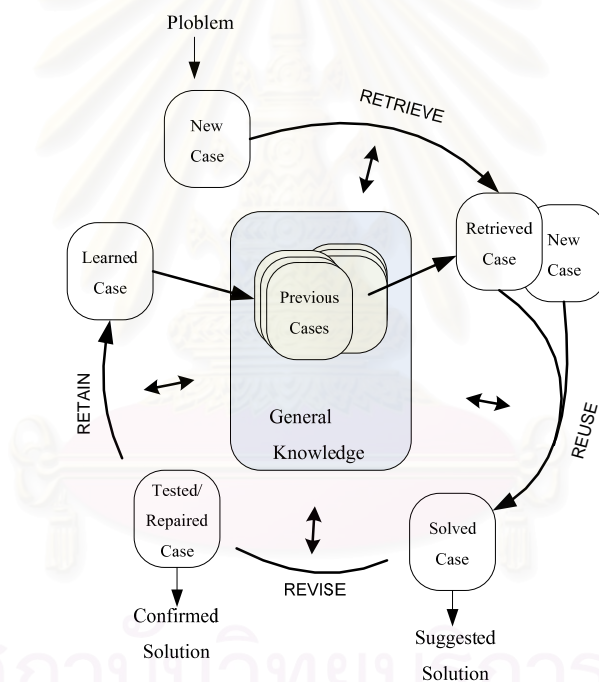 Ploblem
RETRIEVE
New
Case
Retrieved
Case
New
Case
Learned
Case
Previous
Cases
General
Knowledge
RETAIN
REUSE
Tested/
Repaired
Case
Solved
Case
REVISE
Confirmed
Solution
Suggested
Solution